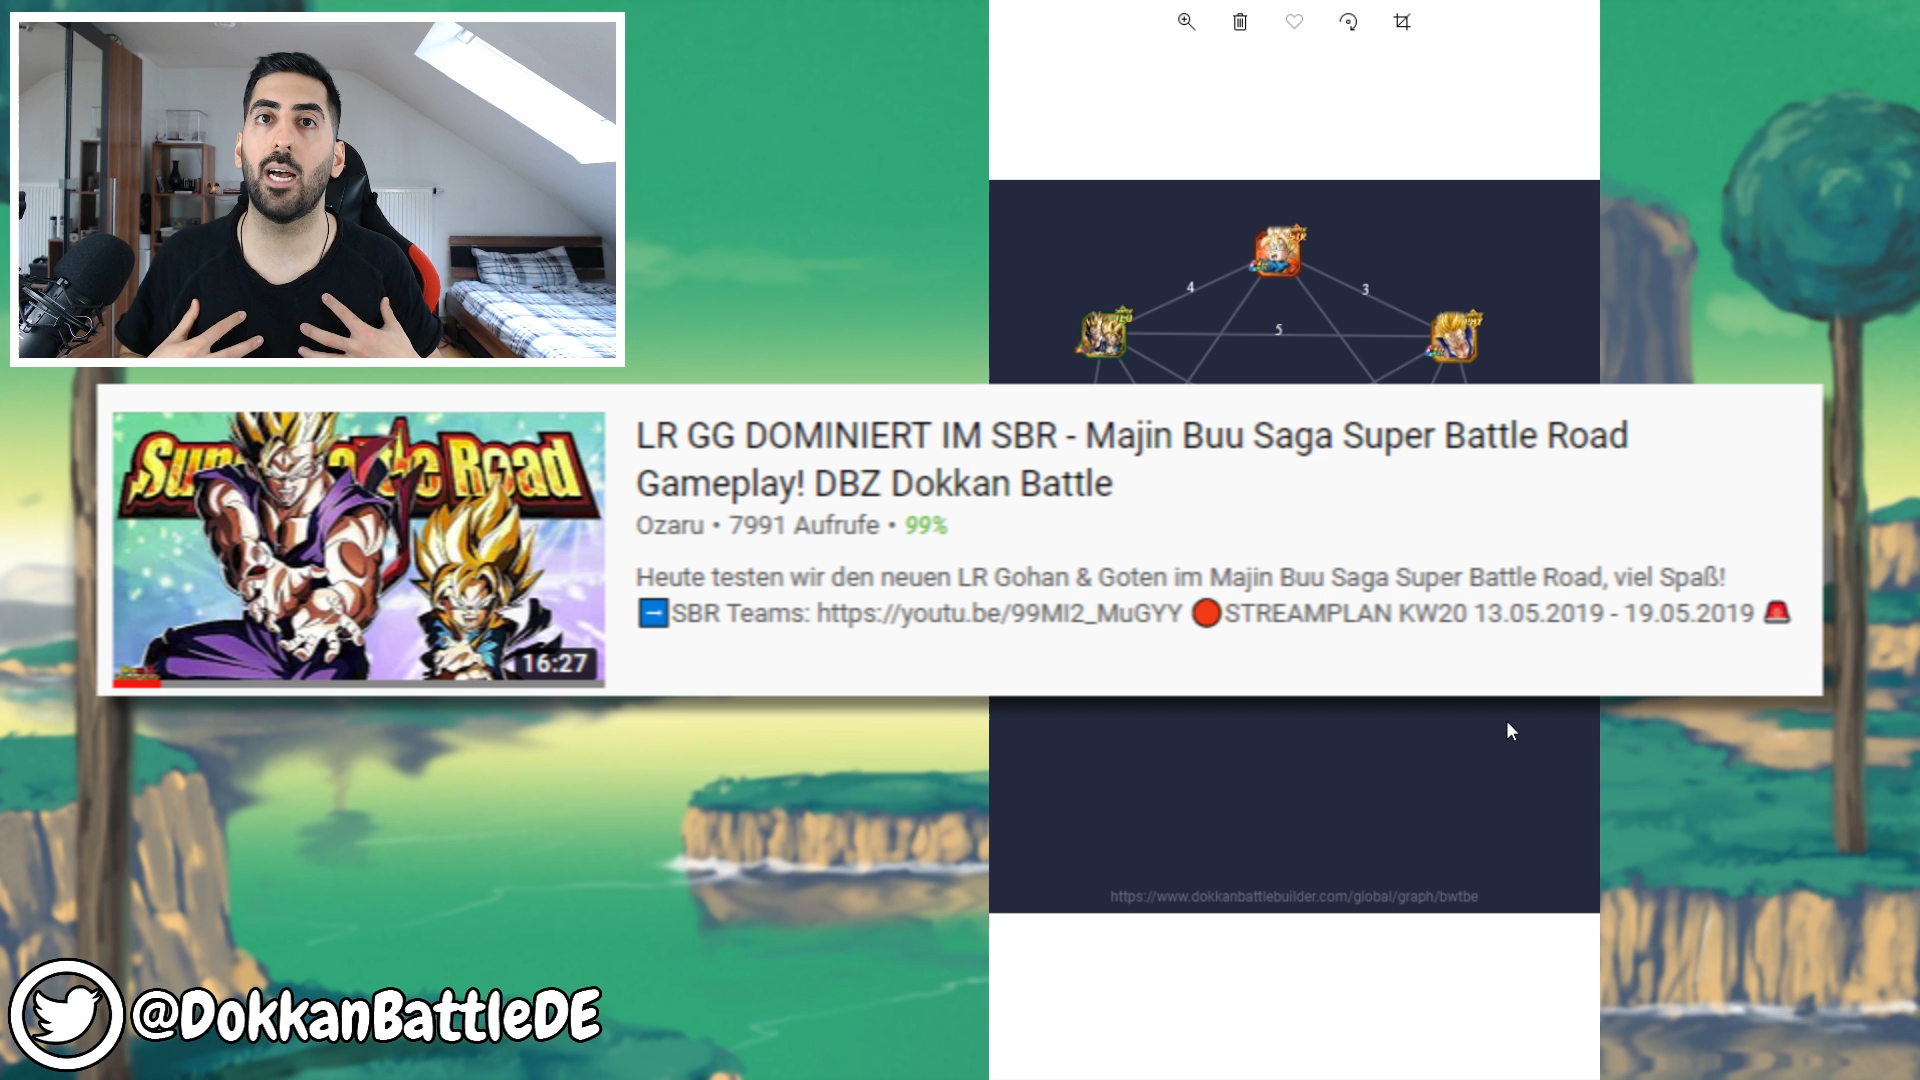 4
3
5
Super Battle Road
16:27
LR GG DOMINIERT IM SBR - Majin Buu Saga Super Battle Road
Gameplay! DBZ Dokkan Battle
Ozaru • 7991 Aufrufe • 99%
Heute testen wir den neuen LR Gohan & Goten im Majin Buu Saga Super Battle Road, viel Spaß!
➡SBR Teams: https://youtu.be/99MI2_MuGYY 🔴STREAMPLAN KW20 13.05.2019 - 19.05.2019 🚨
https://www.dokkanbattlebuilder.com/global/graph/bwtbe
@DokkanBattleDE